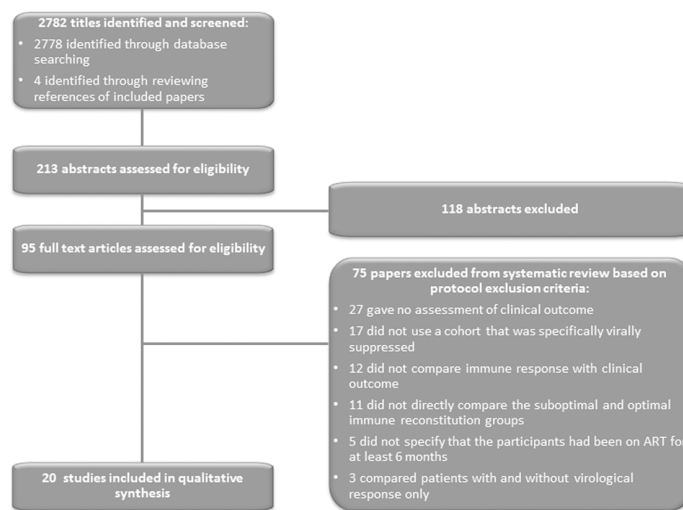 2782 titles identified and screened:
• 2778 identified through database
searching
• 4 identified through reviewing
references of included papers
213 abstracts assessed for eligibility
118 abstracts excluded
95 full text articles assessed for eligibility
75 papers excluded from systematic review based on
protocol exclusion criteria:
• 27 gave no assessment of clinical outcome
• 17 did not use a cohort that was specifically virally
suppressed
• 12 did not compare immune response with clinical
outcome
• 11 did not directly compare the suboptimal and optimal
immune reconstitution groups
• 5 did not specify that the participants had been on ART for
at least 6 months
• 3 compared patients with and without virological
response only
20 studies included in qualitative
synthesis